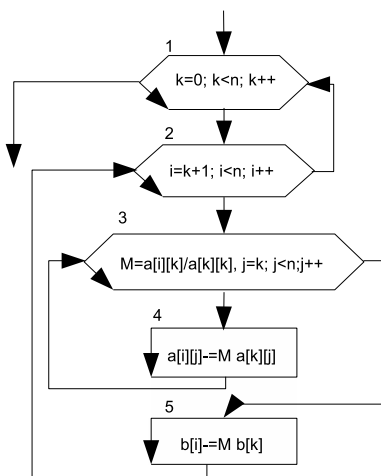 1
k=0; k<n; k++
2
i=k+1; i<n; i++
3
M=a[i][k]/a[k][k], j=k; j<n;j++
4
a[i][j]-=M a[k][j]
5
b[i]-=M b[k]